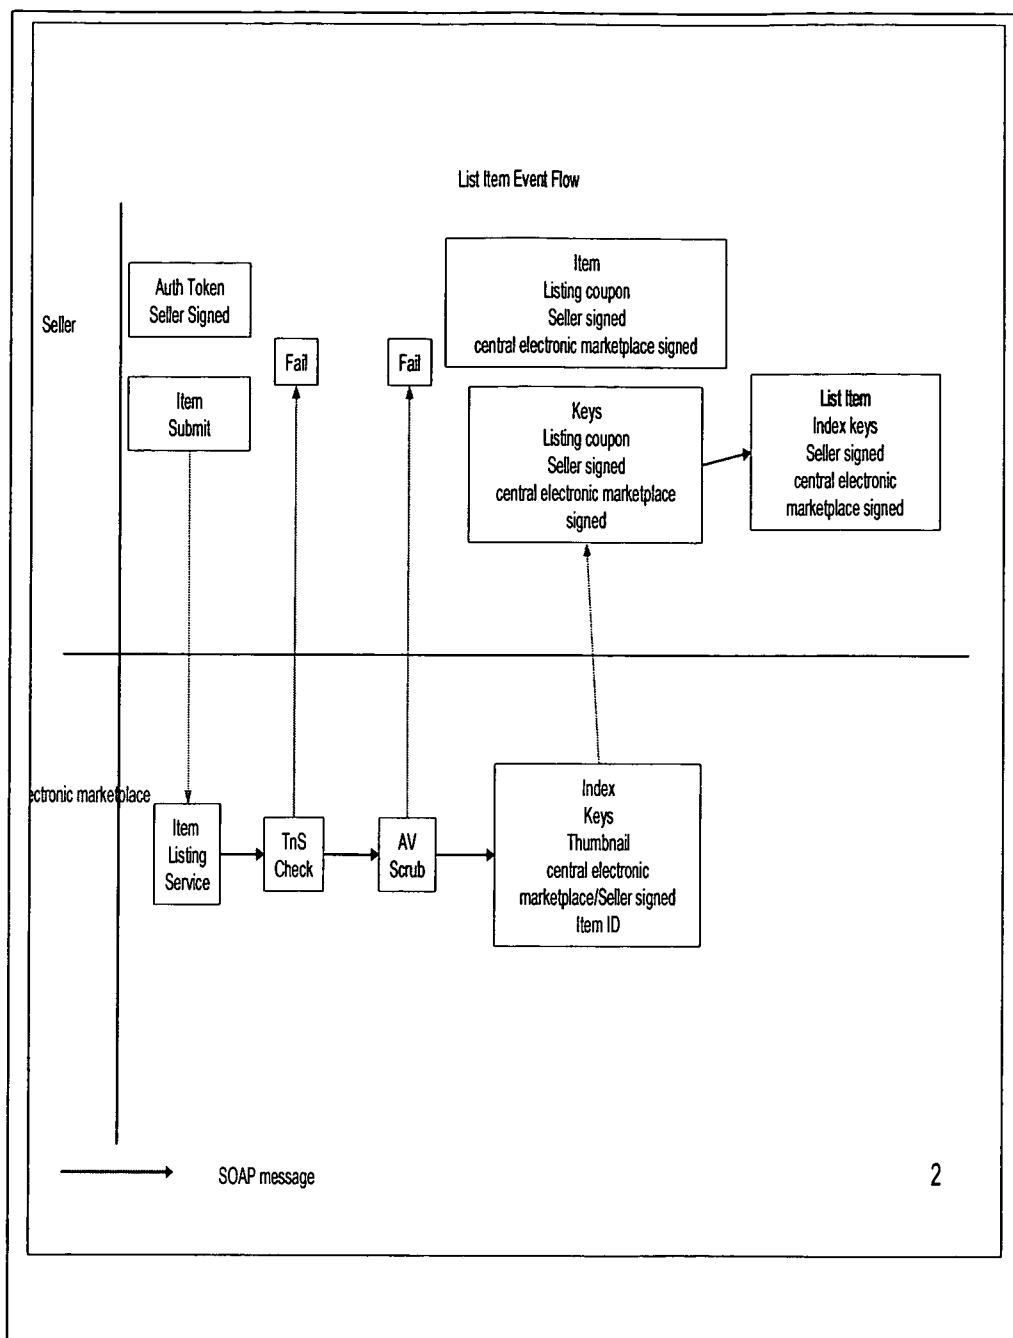 List Item Event Flow
Auth Token
Seller Signed
Seller
Item
Submit
Fail
Fail
Item
Listing coupon
Seller signed
central electronic marketplace signed
Keys
Listing coupon
Seller signed
central electronic marketplace
signed
List Item
Index keys
Seller signed
central electronic
marketplace signed
marketplace
Item
Listing
Service
TnS
Check
AV
Scrub
Index
Keys
Thumbnail
central electronic
marketplace/Seller signed
Item ID
SOAP message
2